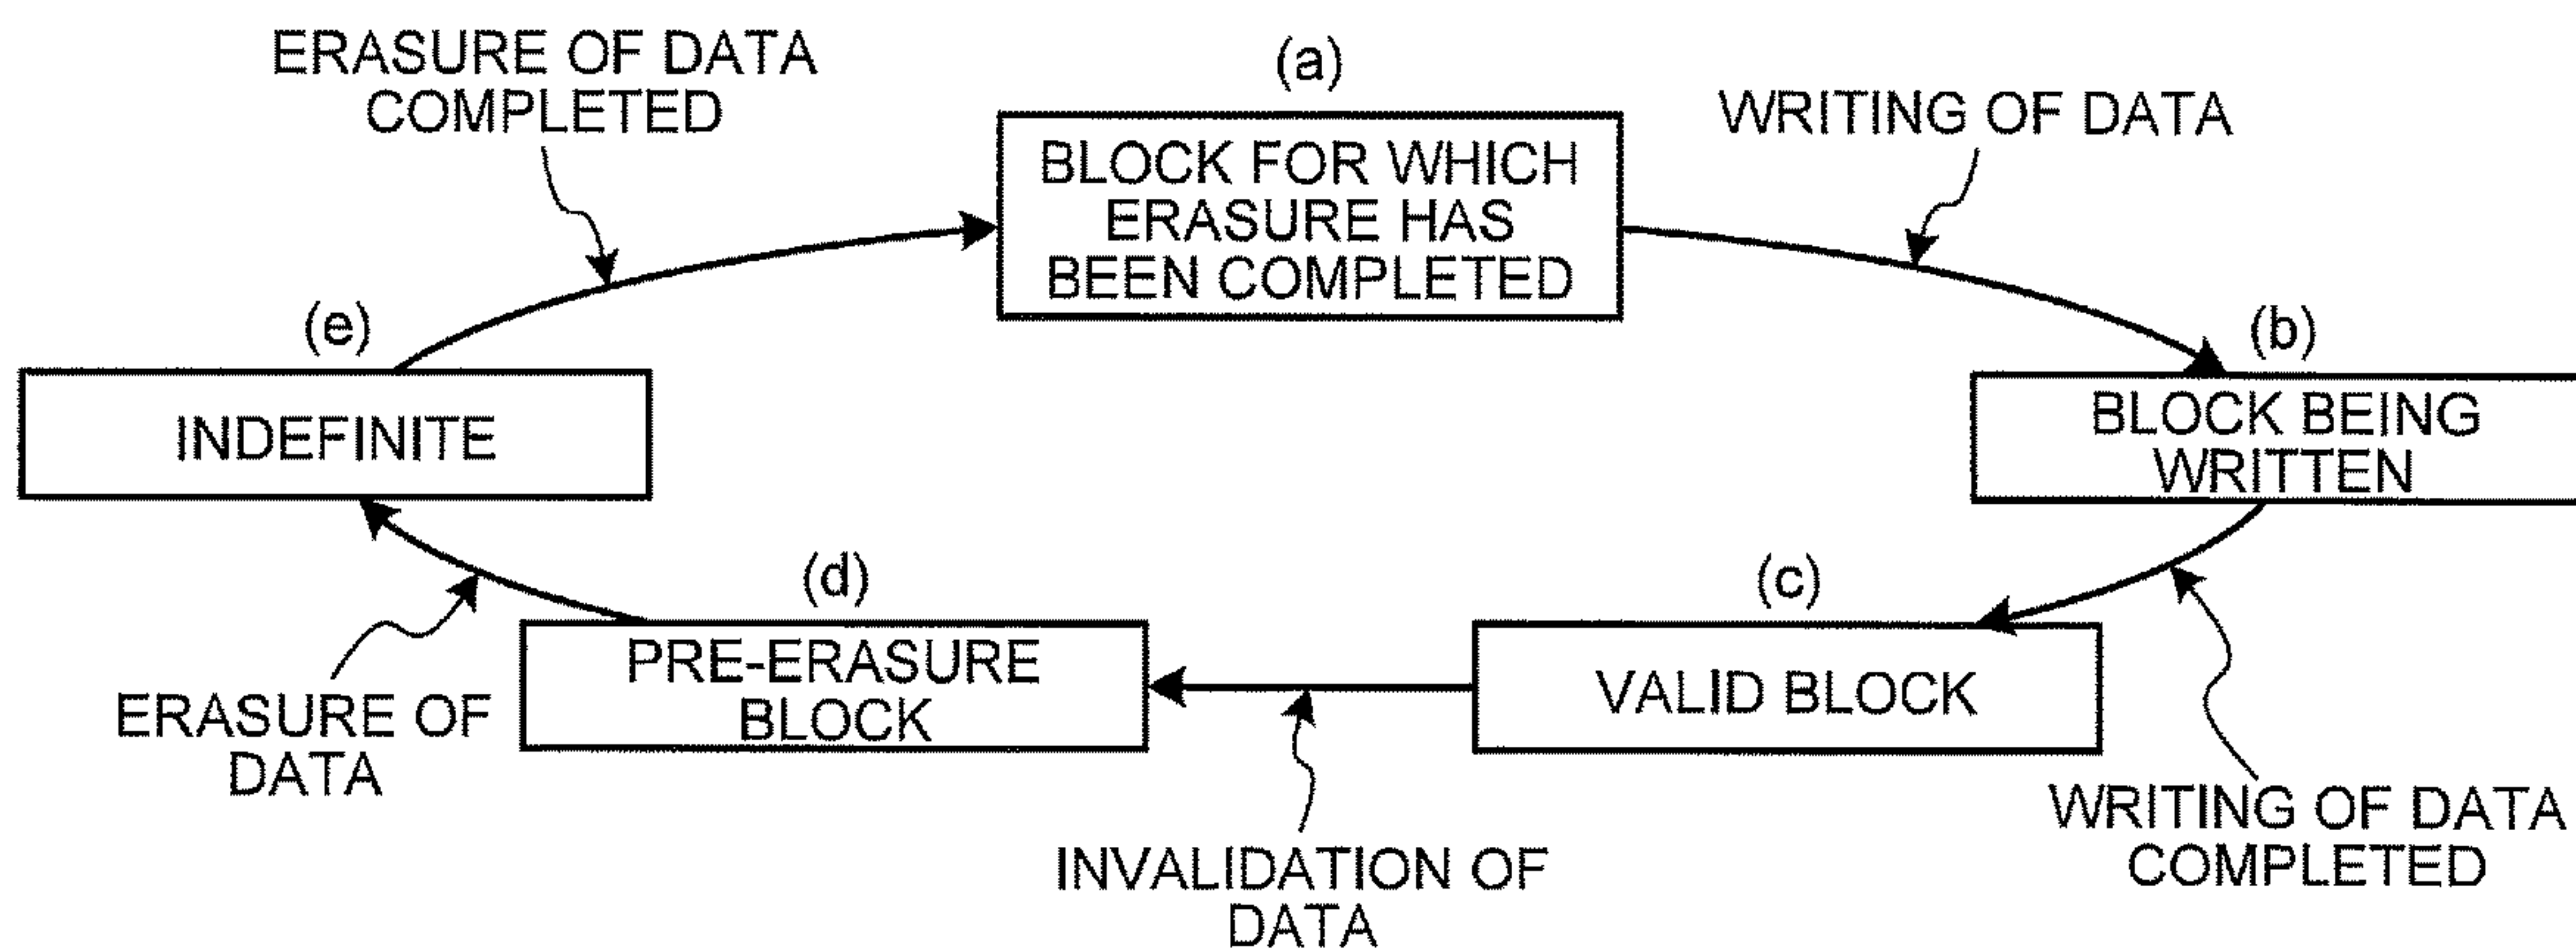 ERASURE OF DATA
COMPLETED
(a)
BLOCK FOR WHICH
ERASURE HAS
BEEN COMPLETED
WRITING OF DATA
(b)
BLOCK BEING
WRITTEN
(e)
INDEFINITE
(c)
VALID BLOCK
(d)
PRE-ERASURE
BLOCK
ERASURE OF
DATA
INVALIDATION OF
DATA
WRITING OF DATA
COMPLETED